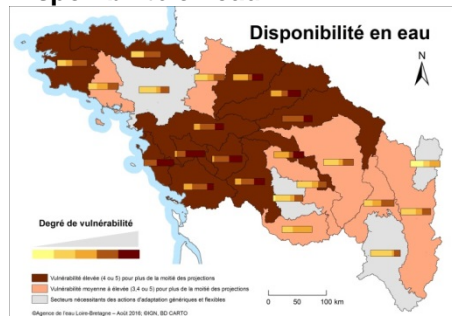 Disponibilité en eau
N
Degré de vulnérabilité
Vulnérabilité élevée (4 ou 5) pour plus de la moitié des projections
Vulnérabilité moyenne à élevée (3,4 ou 5) pour plus de la moitié des projections
Secteurs nécessitants des actions d'adaptation génériques et flexibles
0
50
100 km
©Agence de l'eau Loire-Bretagne – Août 2016; ©IGN, BD CARTO